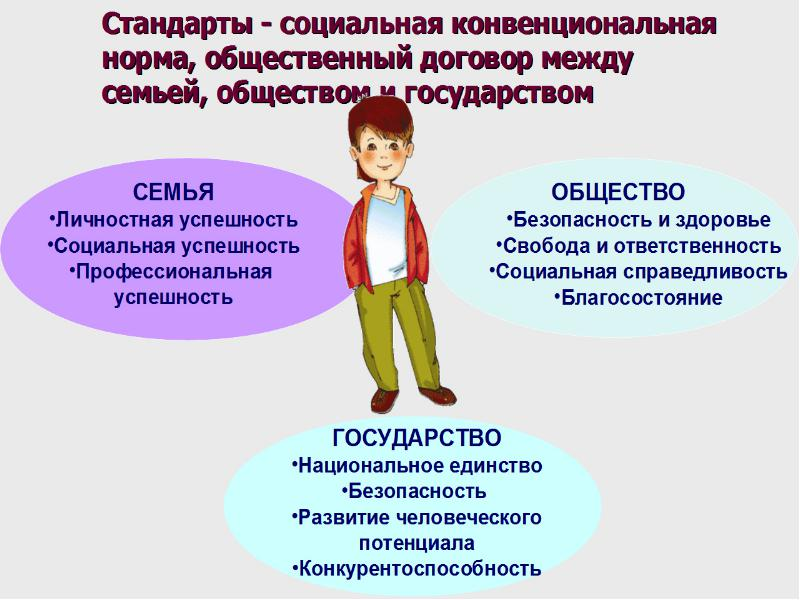 Стандарты - социальная конвенциональная
норма, общественный договор между
семьей, обществом и государством
СЕМЬЯ
•Личностная успешность
•Социальная успешность
•Профессиональная
успешность
ОБЩЕСТВО
•Безопасность и здоровье
•Свобода и ответственность
•Социальная справедливость
•Благосостояние
ГОСУДАРСТВО
•Национальное единство
•Безопасность
•Развитие человеческого
потенциала
•Конкурентоспособность